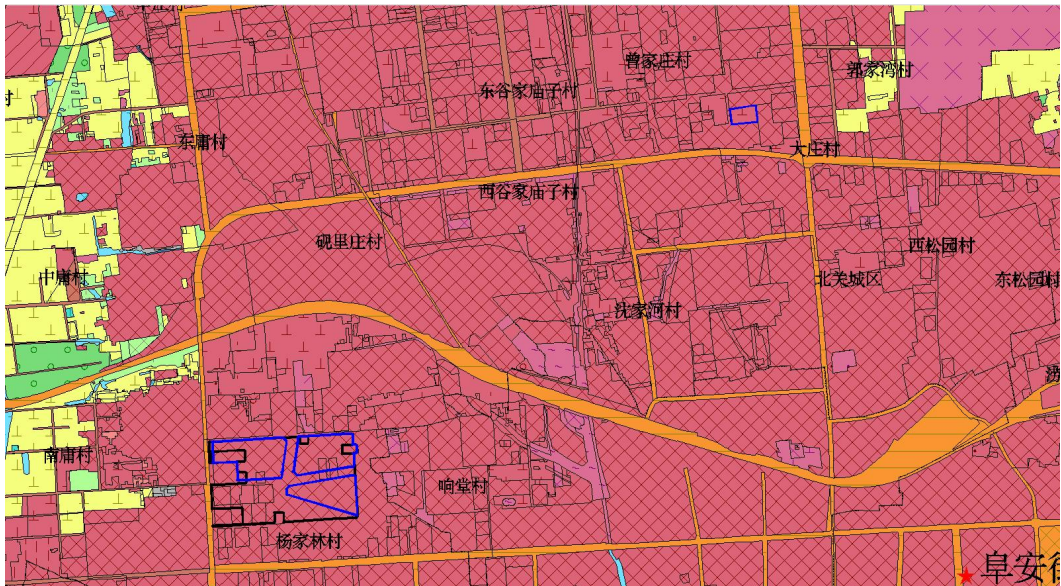 曾家庄村
郭家湾村
东谷家庙子村
东庸村
大庄村
西谷家庙子村
砚里庄村
西松园村
中庸村
北关城区
东松园村
沈家河村
南庸村
响堂村
杨家林村
阜安街